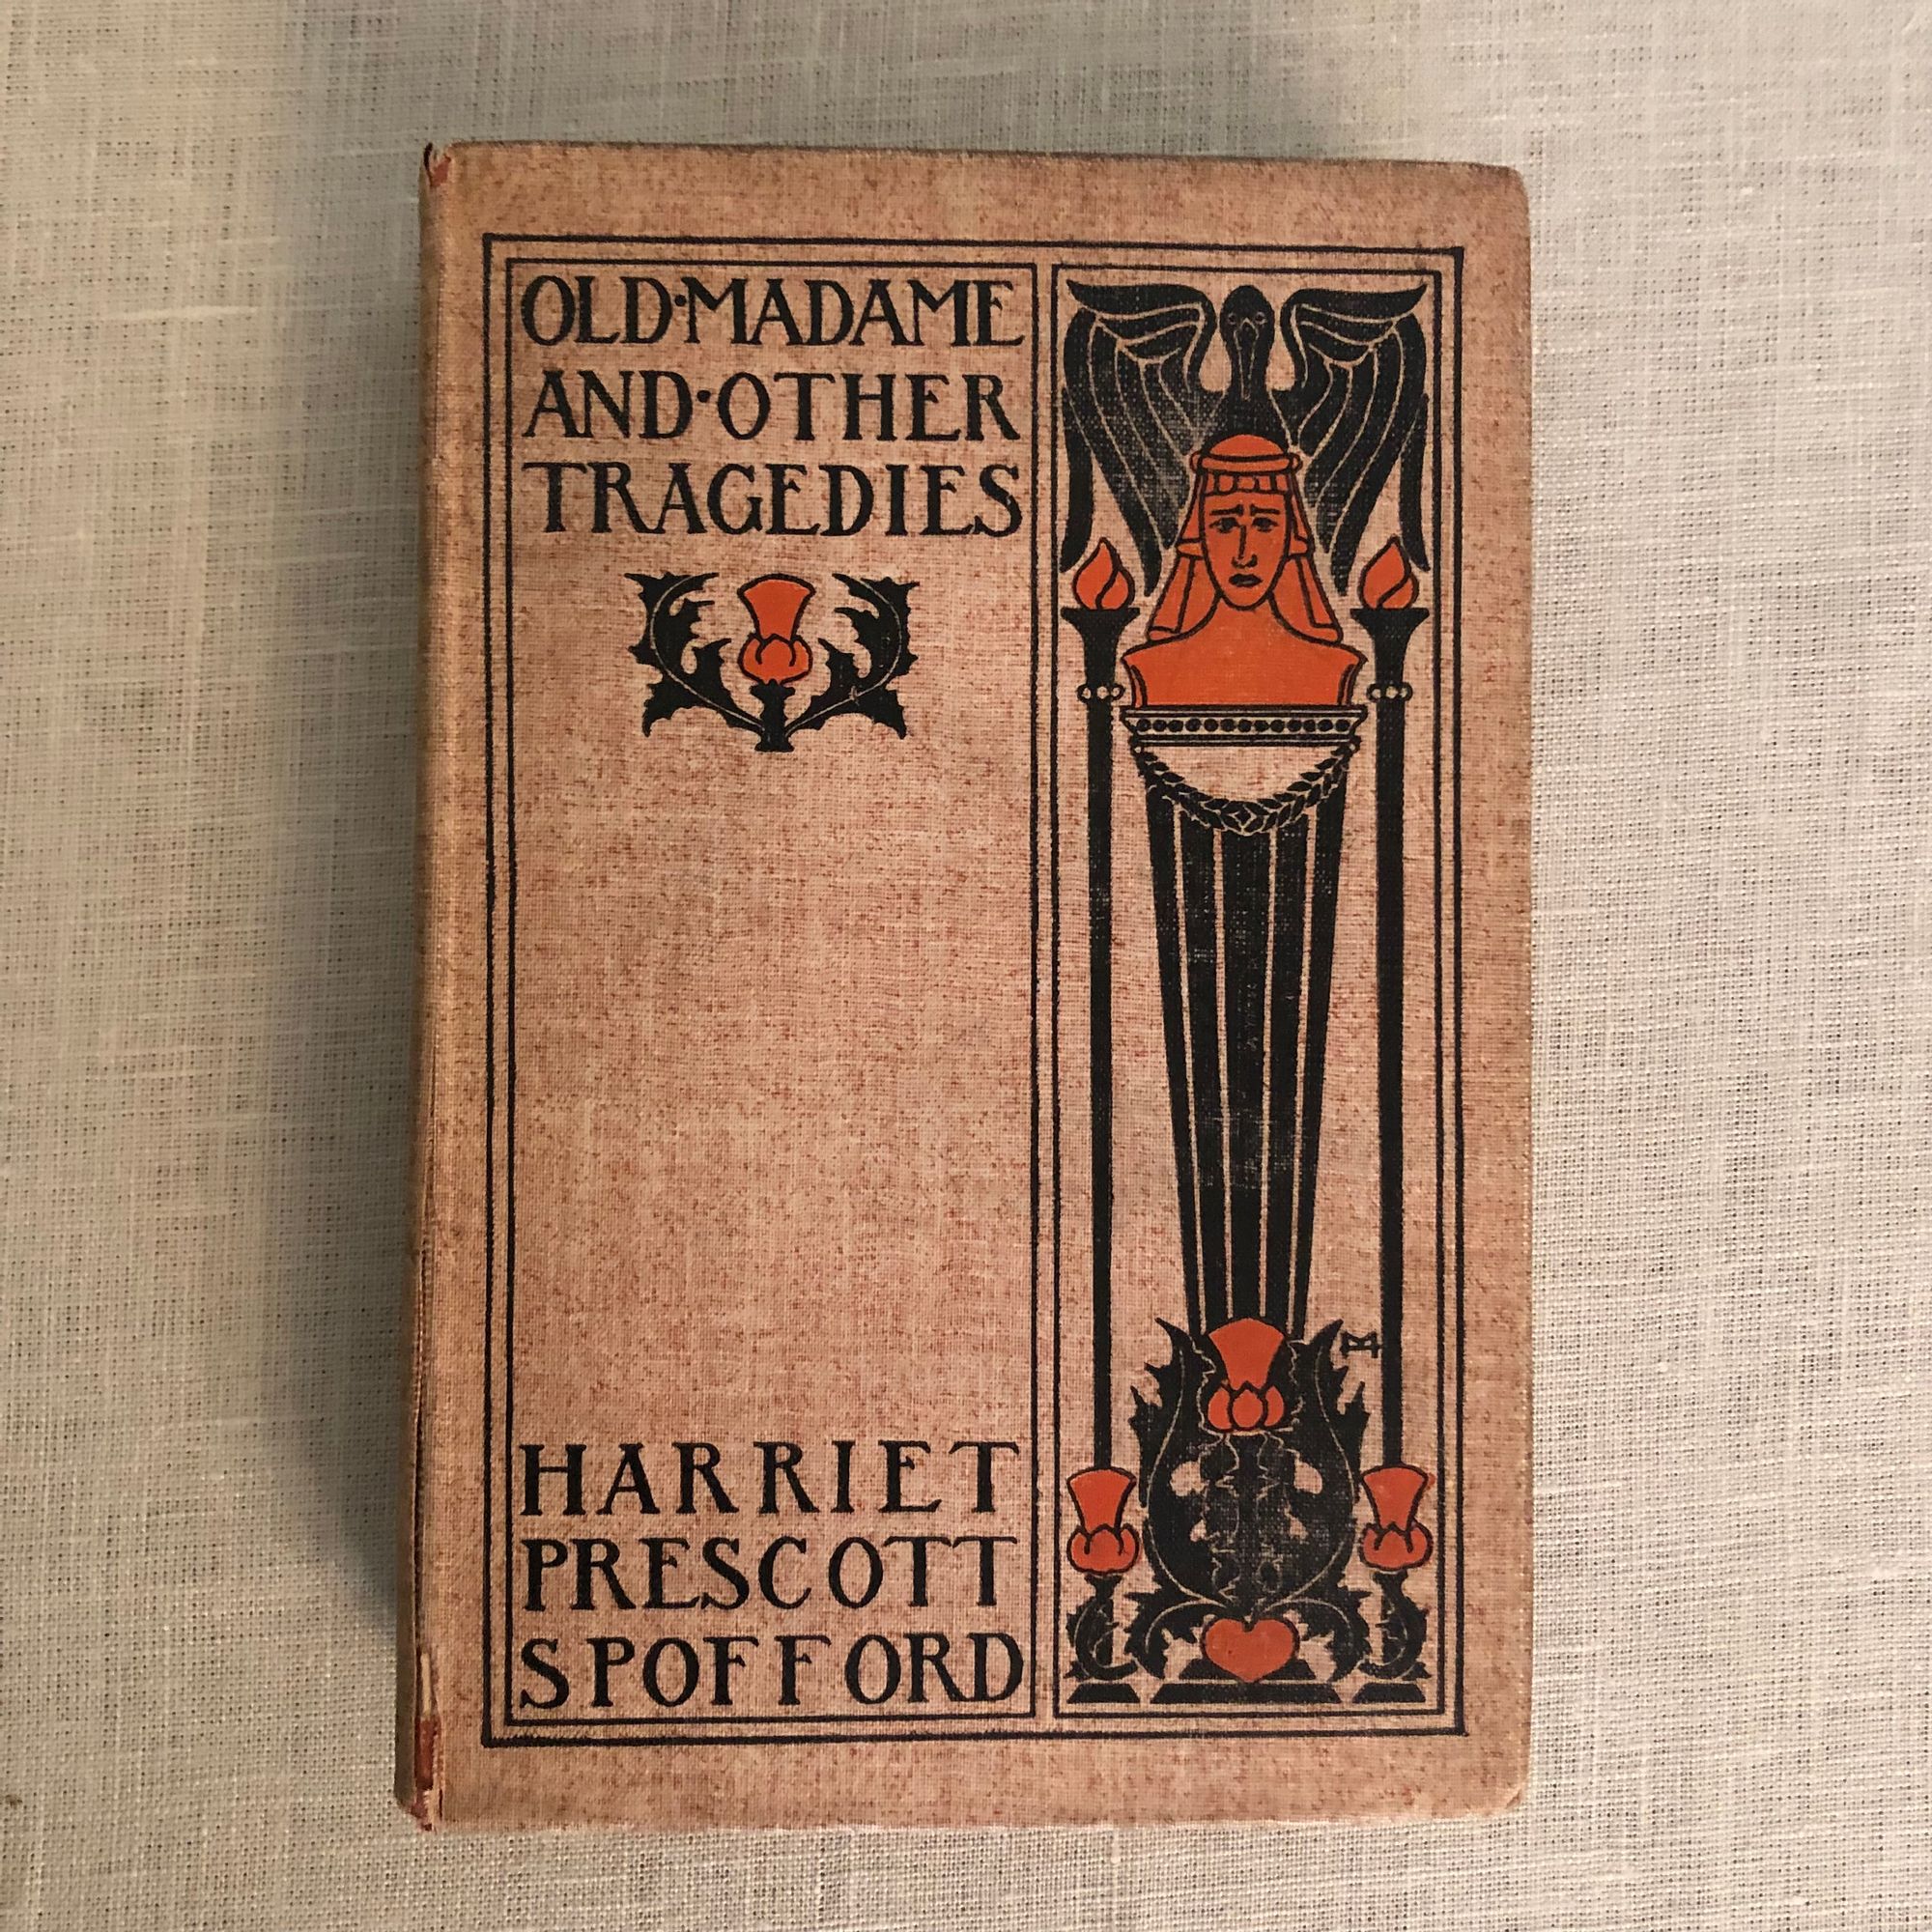 OLD·MADAME
AND·OTHER
TRAGEDIES
HARRIET
PRESCOTT
SPOFFORD